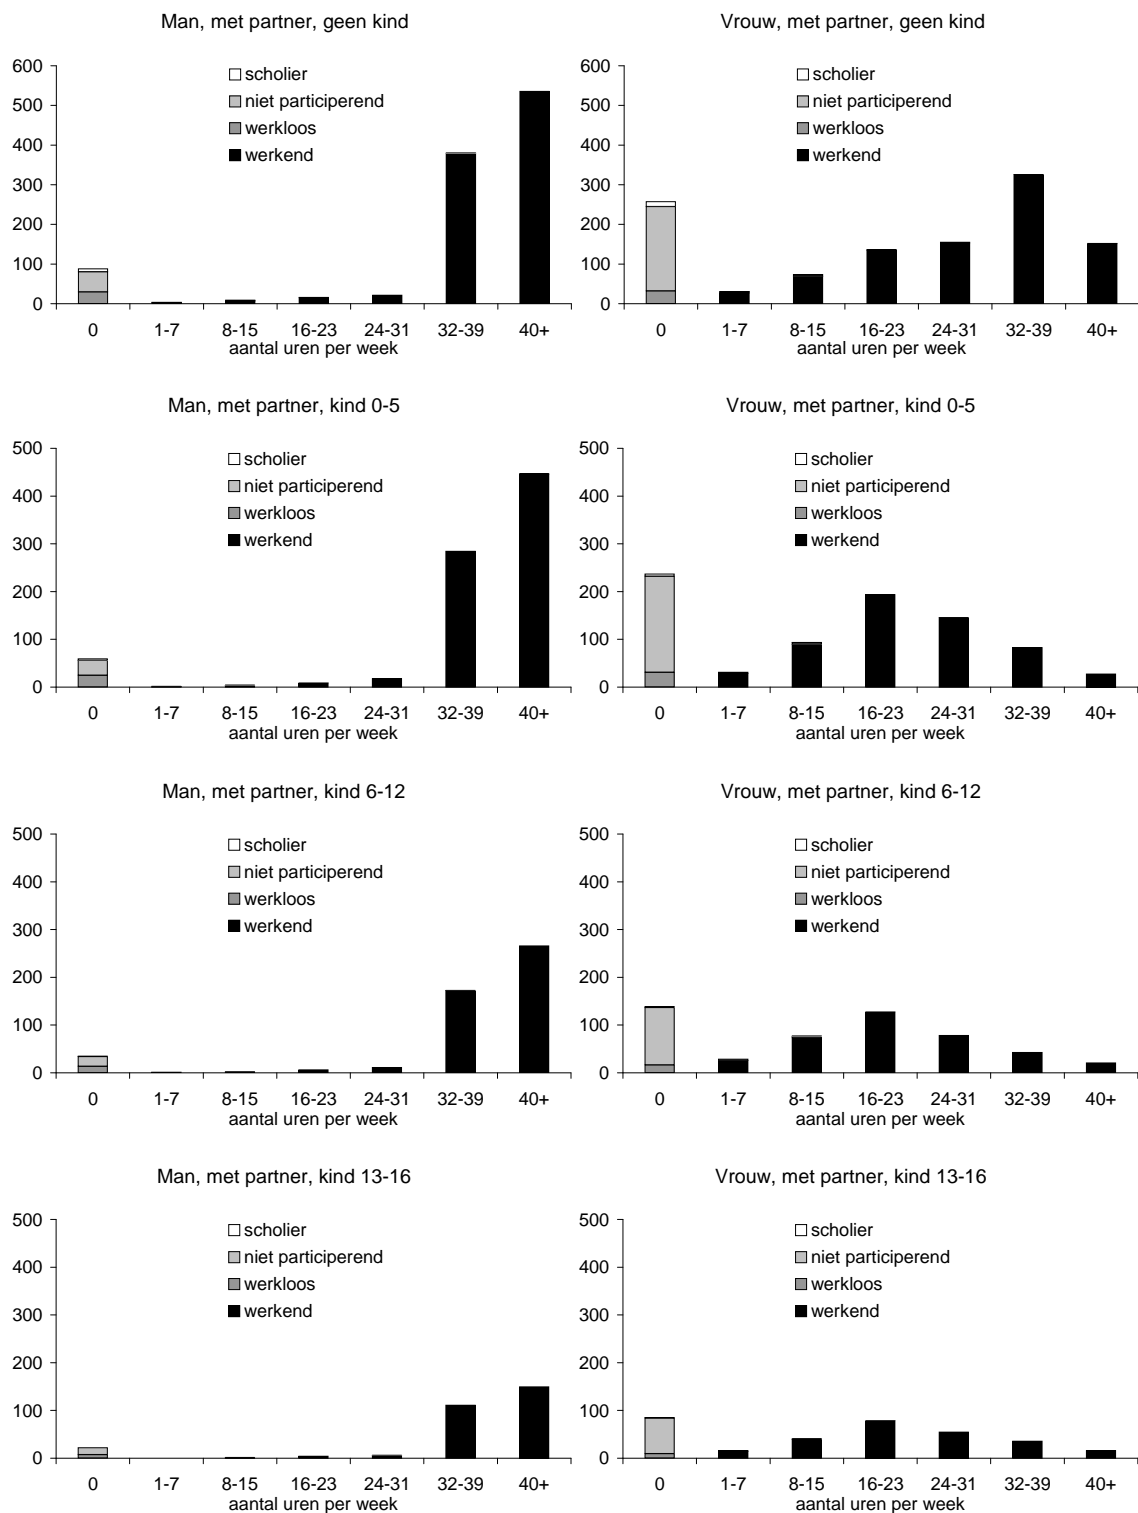 Man, met partner, geen kind
600
500
400
300
200
100
0
scholier
niet participerend
werkloos
werkend
0 1-7 8-15 16-23 24-31 32-39 40+
aantal uren per week
Vrouw, met partner, geen kind
600
500
400
300
200
100
0
scholier
niet participerend
werkloos
werkend
0 1-7 8-15 16-23 24-31 32-39 40+
aantal uren per week
Man, met partner, kind 0-5
500
400
300
200
100
0
scholier
niet participerend
werkloos
werkend
0 1-7 8-15 16-23 24-31 32-39 40+
aantal uren per week
Vrouw, met partner, kind 0-5
500
400
300
200
100
0
scholier
niet participerend
werkloos
werkend
0 1-7 8-15 16-23 24-31 32-39 40+
aantal uren per week
Man, met partner, kind 6-12
500
400
300
200
100
0
scholier
niet participerend
werkloos
werkend
0 1-7 8-15 16-23 24-31 32-39 40+
aantal uren per week
Vrouw, met partner, kind 6-12
500
400
300
200
100
0
scholier
niet participerend
werkloos
werkend
0 1-7 8-15 16-23 24-31 32-39 40+
aantal uren per week
Man, met partner, kind 13-16
500
400
300
200
100
0
scholier
niet participerend
werkloos
werkend
0 1-7 8-15 16-23 24-31 32-39 40+
aantal uren per week
Vrouw, met partner, kind 13-16
500
400
300
200
100
0
scholier
niet participerend
werkloos
werkend
0 1-7 8-15 16-23 24-31 32-39 40+
aantal uren per week